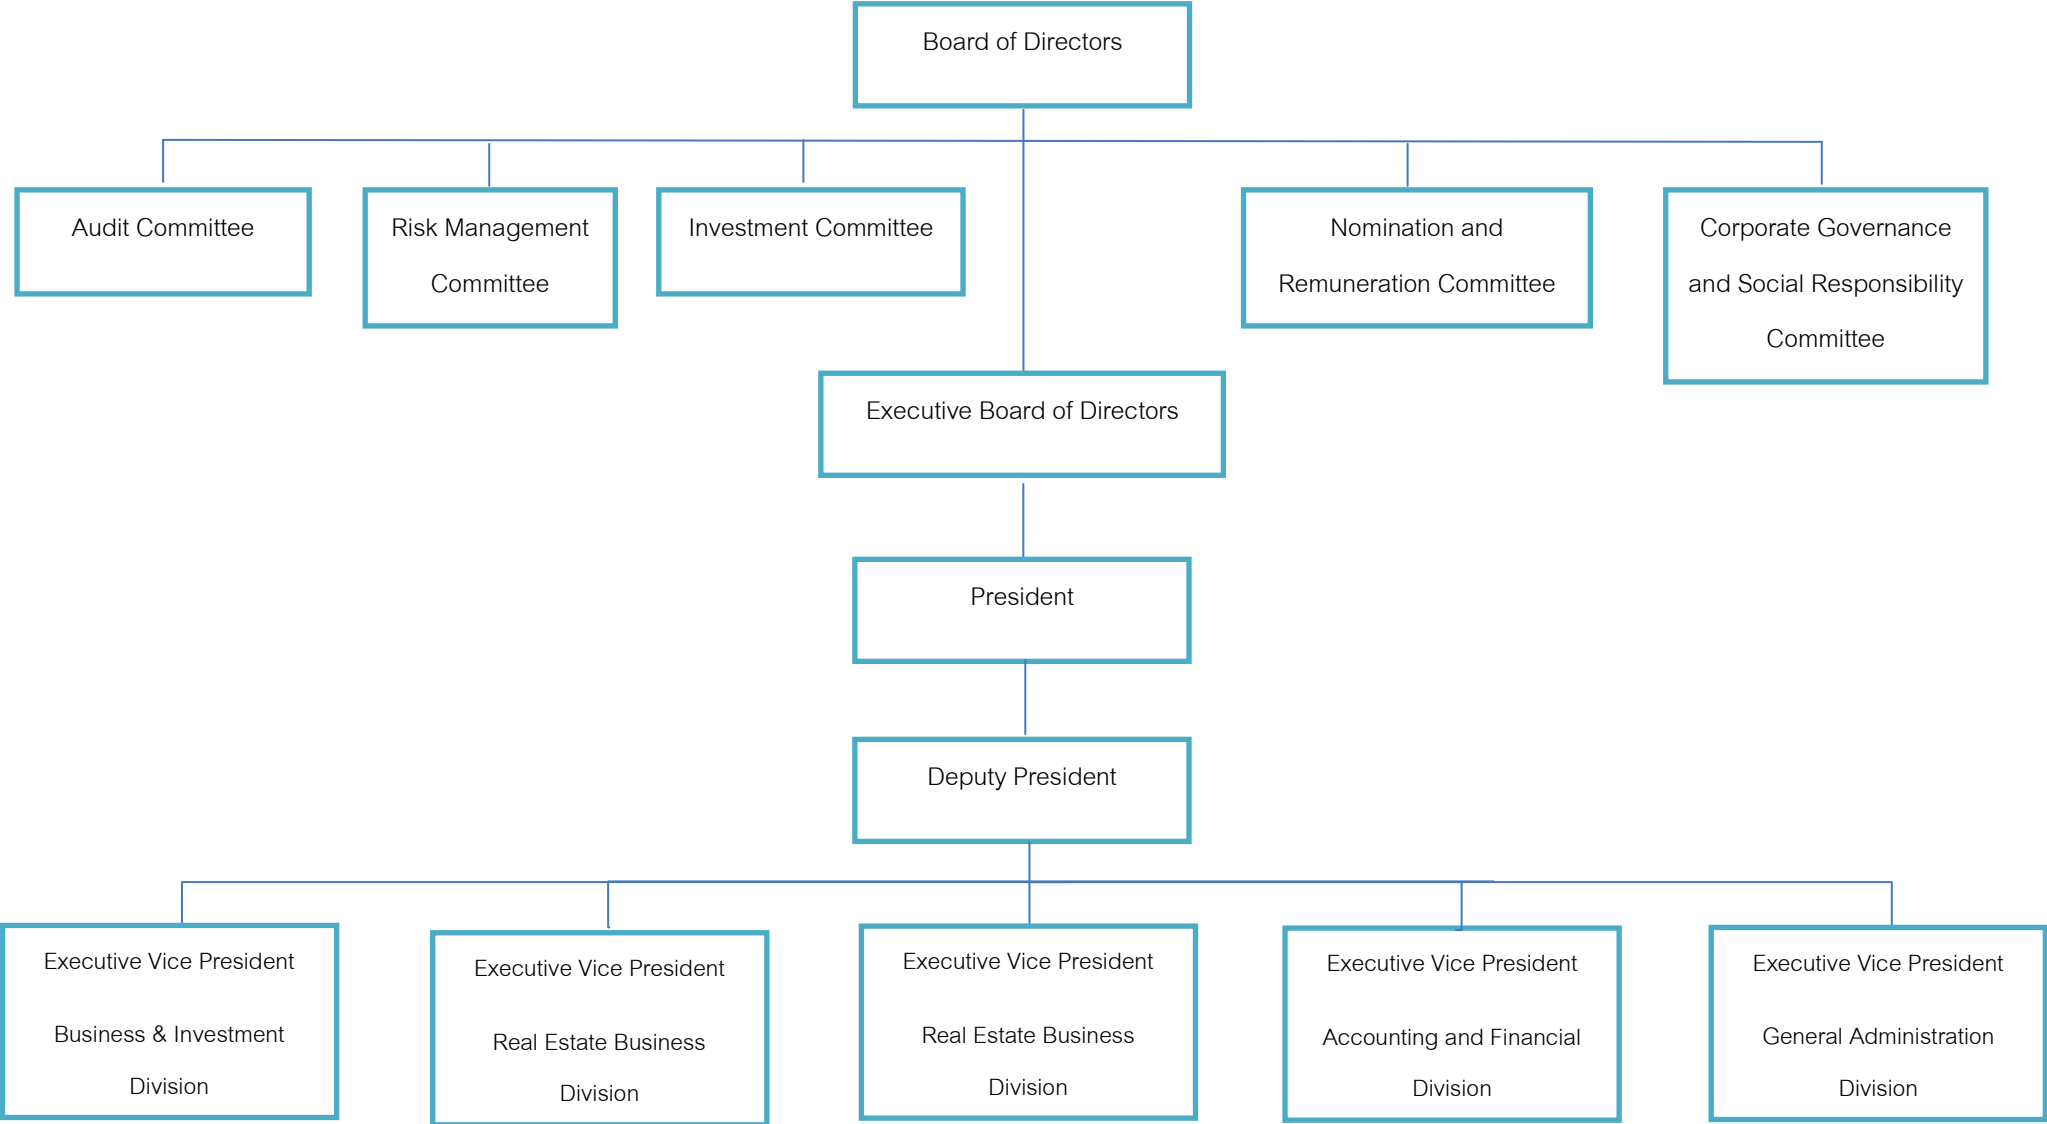 Board of Directors
Audit Committee
Risk Management
Committee
Investment Committee
Nomination and
Remuneration Committee
Corporate Governance
and Social Responsibility
Committee
Executive Board of Directors
President
Deputy President
Executive Vice President
Business & Investment
Division
Executive Vice President
Real Estate Business
Division
Executive Vice President
Real Estate Business
Division
Executive Vice President
Accounting and Financial
Division
Executive Vice President
General Administration
Division